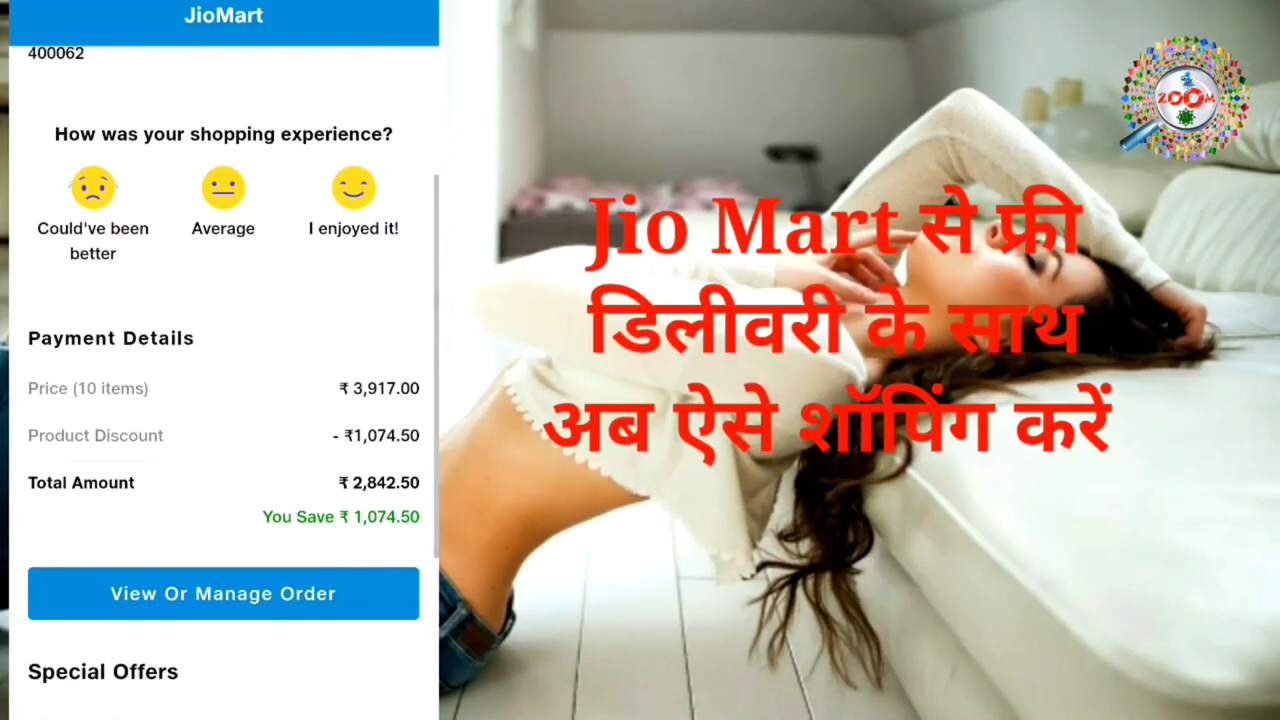 JioMart
400062
How was your shopping experience?
Could've been better
Average
I enjoyed it!
Payment Details
Price (10 items) ₹ 3,917.00
Product Discount - ₹1,074.50
Total Amount ₹ 2,842.50
You Save ₹ 1,074.50
View Or Manage Order
Special Offers
Jio Mart से फ्री
डिलीवरी के साथ
अब ऐसे शॉपिंग करें
ZOOM